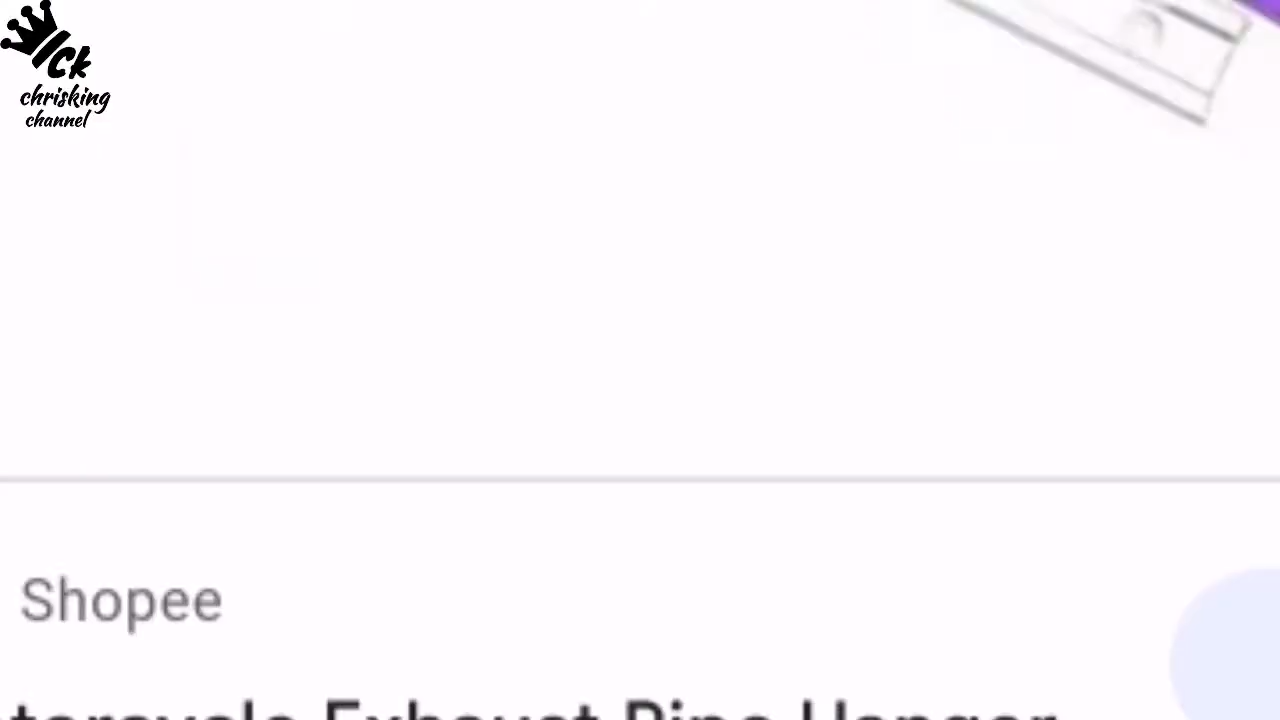 Ck
chrisking
channel
Shopee
Exhaust Pipe Hanger